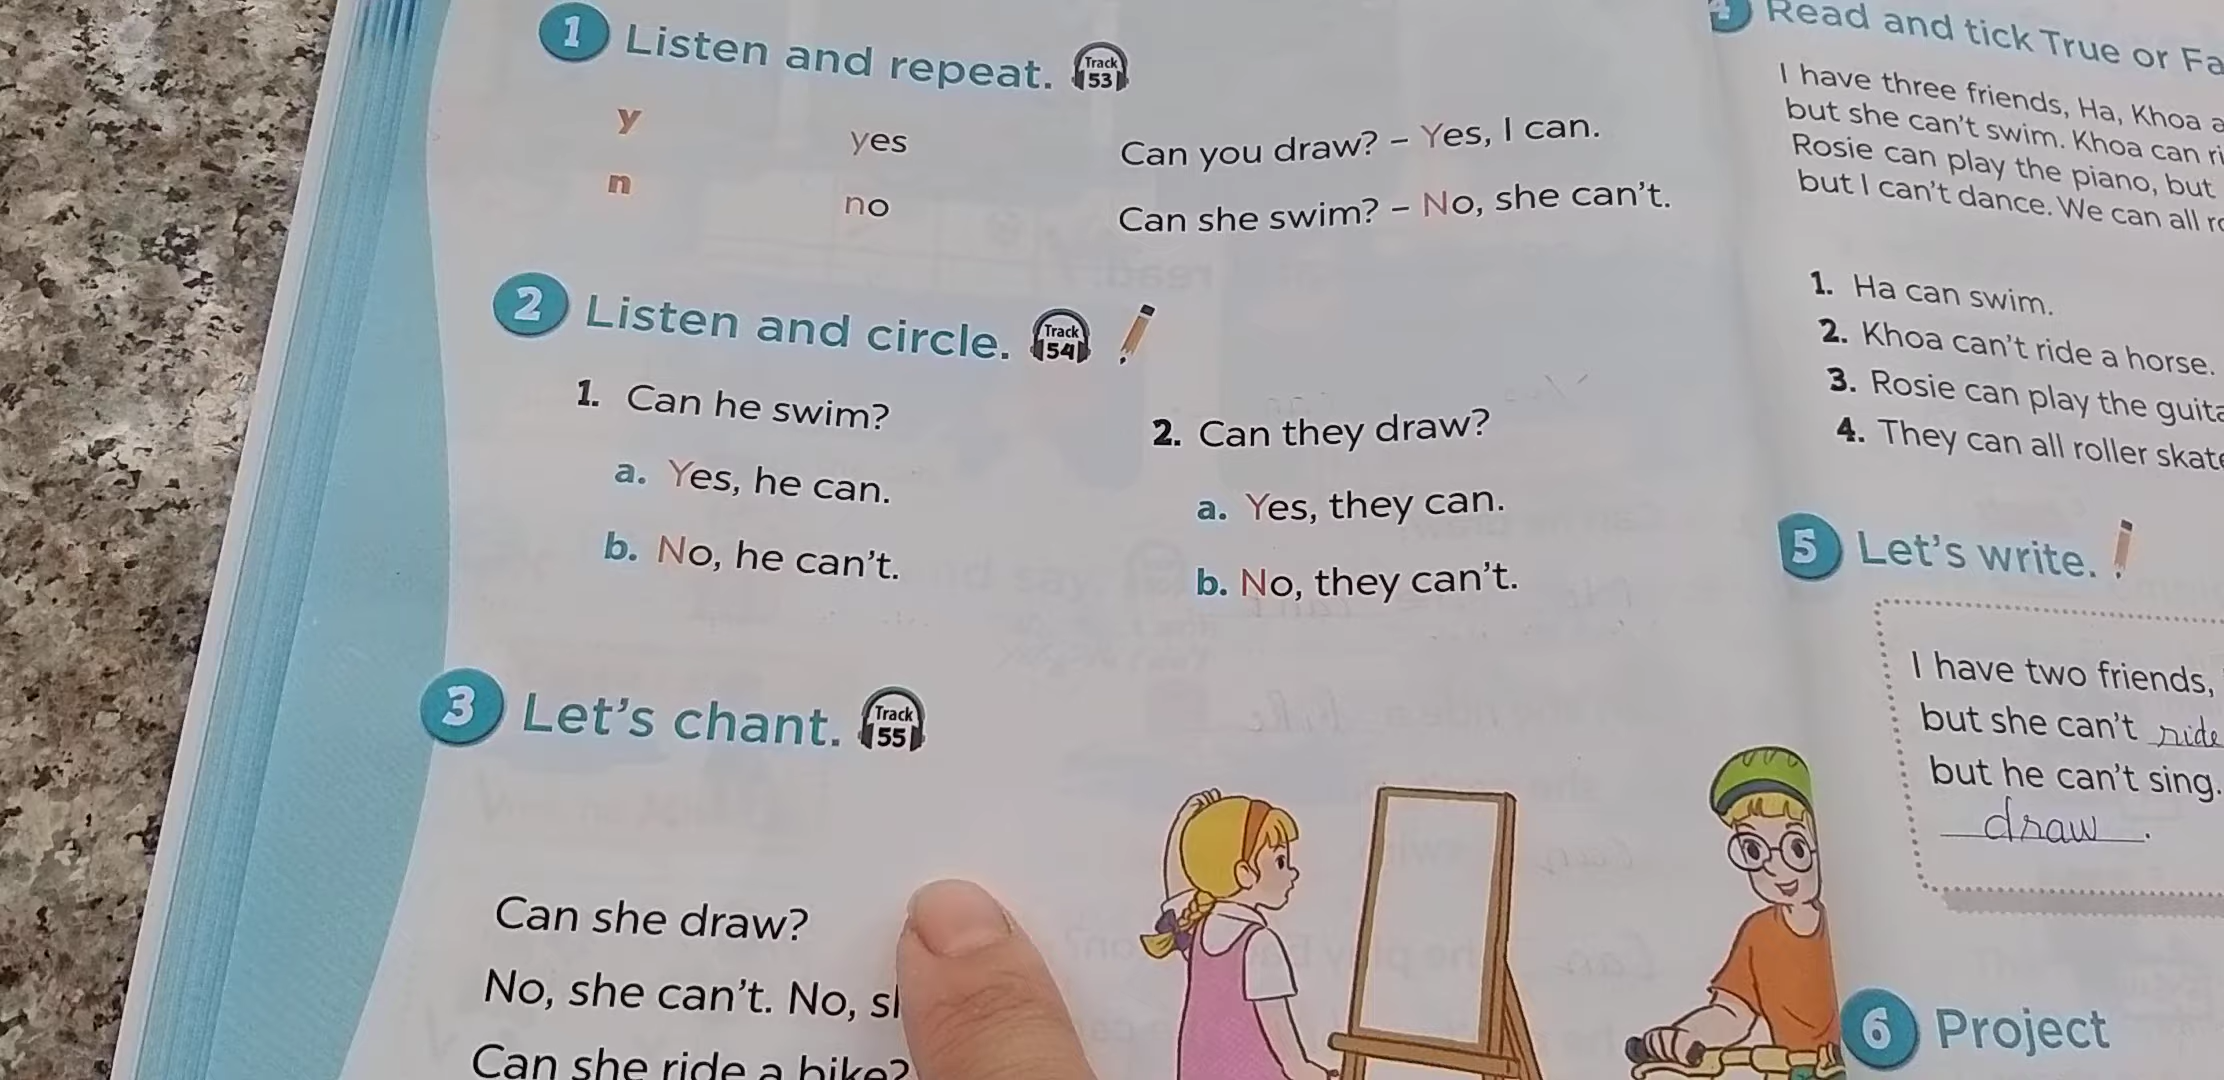 1 Listen and repeat. Track 53
y yes Can you draw? – Yes, I can.
n no Can she swim? – No, she can't.
2 Listen and circle. Track 54
1. Can he swim?
a. Yes, he can.
b. No, he can't.
2. Can they draw?
a. Yes, they can.
b. No, they can't.
3 Let's chant. Track 55
Can she draw?
No, she can't. No,
Can she ride a bike?
Read and tick True or
I have three friends, Ha, Khoa
but she can't swim. Khoa can
Rosie can play the piano, but
but I can't dance. We can all
1. Ha can swim.
2. Khoa can't ride a horse.
3. Rosie can play the
4. They can all roller
5 Let's write.
I have two friends,
but she can't ride
but he can't sing.
draw.
6 Project